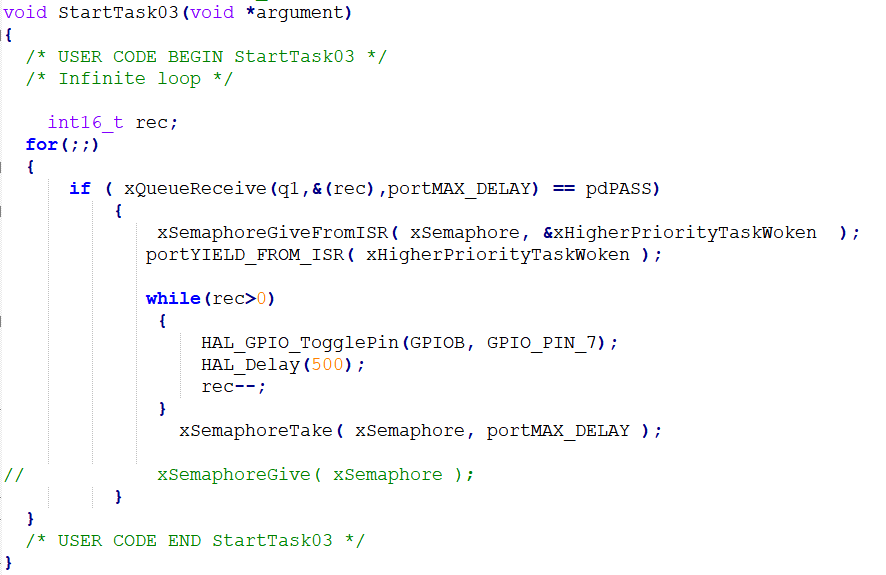 void StartTask03(void *argument)
{
  /* USER CODE BEGIN StartTask03 */
  /* Infinite loop */
    int16_t rec;
  for(;;)
  {
      if ( xQueueReceive(q1,&(rec),portMAX_DELAY) == pdPASS)
          {
              xSemaphoreGiveFromISR( xSemaphore, &xHigherPriorityTaskWoken  );
             portYIELD_FROM_ISR( xHigherPriorityTaskWoken );
             while(rec>0)
              {
                  HAL_GPIO_TogglePin(GPIOB, GPIO_PIN_7);
                  HAL_Delay(500);
                  rec--;
              }
                xSemaphoreTake( xSemaphore, portMAX_DELAY );
//            xSemaphoreGive( xSemaphore );
          }
  }
  /* USER CODE END StartTask03 */
}